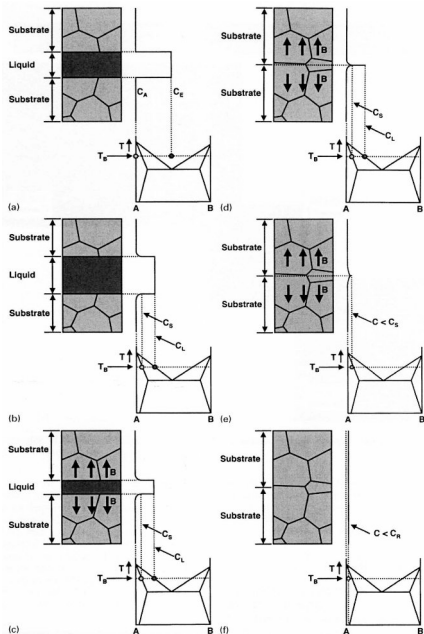 Substrate
Liquid
Substrate
C_A
C_E
T
T_B
(a)
Substrate
Liquid
Substrate
C_S
C_L
T
T_B
(b)
Substrate
Liquid
Substrate
B
B
C_S
C_L
T
T_B
A
B
(c)
Substrate
Substrate
B
B
C_S
C_L
T
T_B
A
B
(d)
Substrate
Substrate
B
B
C < C_S
T
T_B
(e)
Substrate
Substrate
C < C_R
T
T_B
A
B
(f)